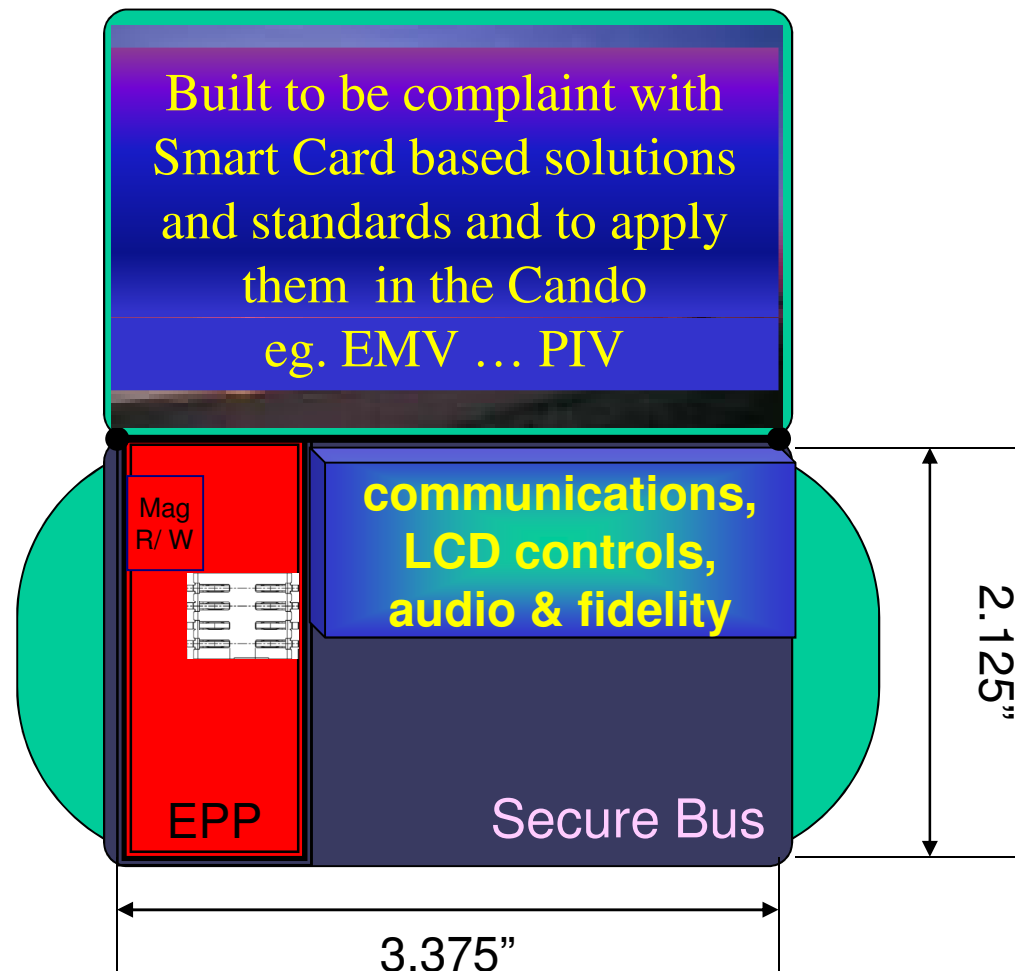 Built to be complaint with
Smart Card based solutions
and standards and to apply
them in the Cando
eg. EMV … PIV
Mag
R/ W
communications,
LCD controls,
audio & fidelity
2.125”
EPP
Secure Bus
3.375”